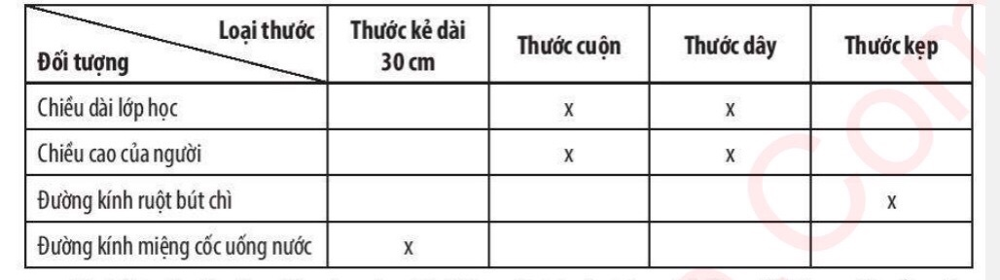 Loại thước
Đối tượng
Thước kẻ dài
30 cm
Thước cuộn
Thước dây
Thước kẹp
Chiều dài lớp học
x
x
Chiều cao của người
x
x
Đường kính ruột bút chì
x
Đường kính miệng cốc uống nước
x
Com